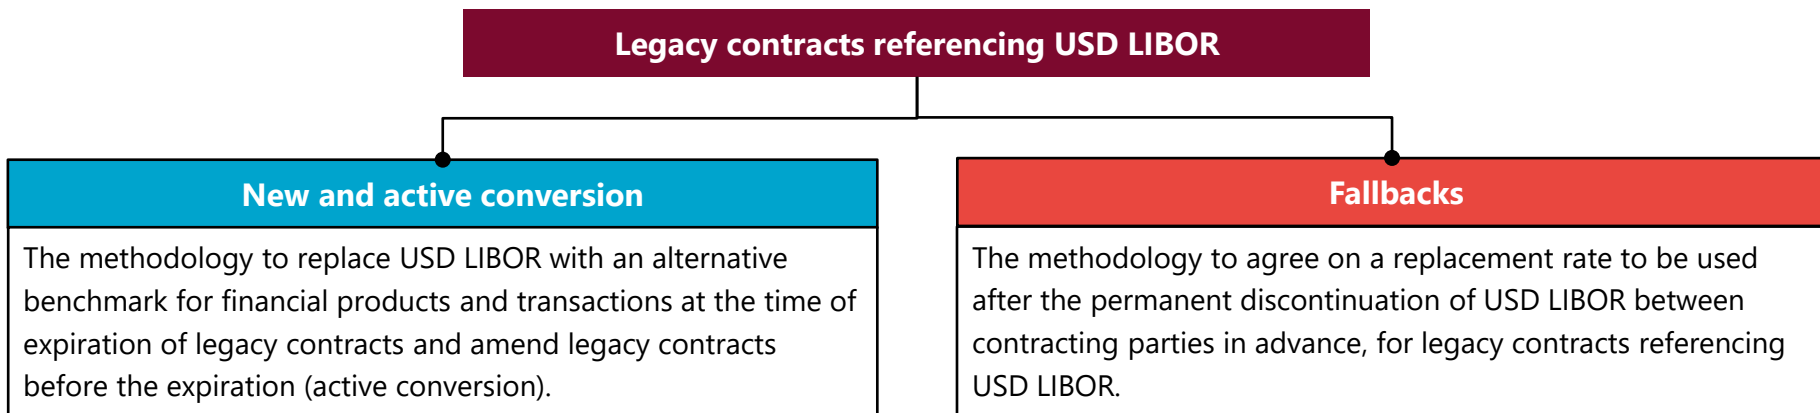 Legacy contracts referencing USD LIBOR
New and active conversion
The methodology to replace USD LIBOR with an alternative
benchmark for financial products and transactions at the time of
expiration of legacy contracts and amend legacy contracts
before the expiration (active conversion).
Fallbacks
The methodology to agree on a replacement rate to be used
after the permanent discontinuation of USD LIBOR between
contracting parties in advance, for legacy contracts referencing
USD LIBOR.